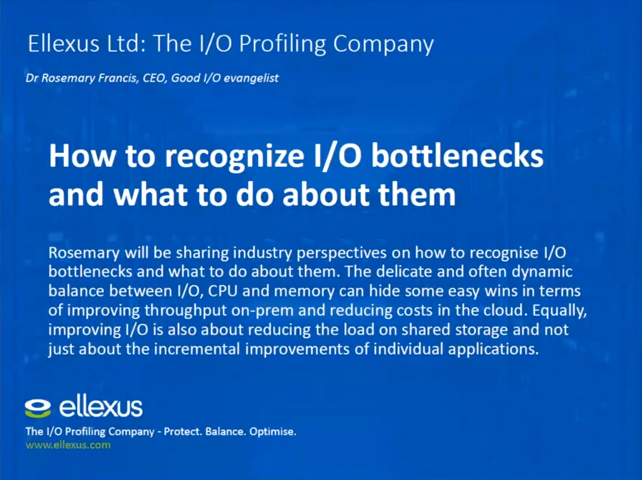 Ellexus Ltd: The I/O Profiling Company
Dr Rosemary Francis, CEO, Good I/O evangelist
How to recognize I/O bottlenecks
and what to do about them
Rosemary will be sharing industry perspectives on how to recognise I/O
bottlenecks and what to do about them. The delicate and often dynamic
balance between I/O, CPU and memory can hide some easy wins in terms
of improving throughput on-prem and reducing costs in the cloud. Equally,
improving I/O is also about reducing the load on shared storage and not
just about the incremental improvements of individual applications.
ellexus
The I/O Profiling Company - Protect. Balance. Optimise.
www.ellexus.com